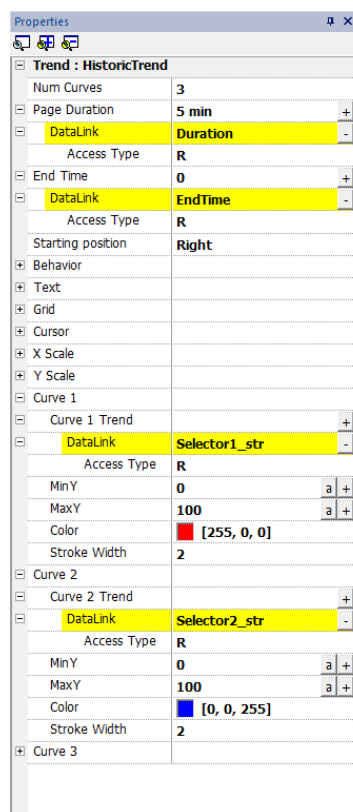 Properties
Trend : HistoricTrend
Num Curves 3
Page Duration 5 min +
DataLink Duration -
Access Type R
End Time 0 +
DataLink EndTime -
Access Type R
Starting position Right
Behavior
Text
Grid
Cursor
X Scale
Y Scale
Curve 1
Curve 1 Trend +
DataLink Selector1_str -
Access Type R
MinY 0 a +
MaxY 100 a +
Color [255, 0, 0]
Stroke Width 2
Curve 2
Curve 2 Trend +
DataLink Selector2_str -
Access Type R
MinY 0 a +
MaxY 100 a +
Color [0, 0, 255]
Stroke Width 2
Curve 3